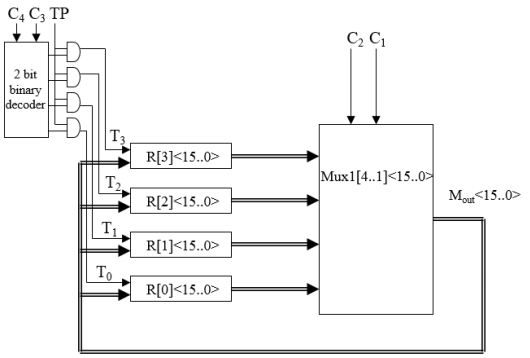 C₄ C₃ TP
C₂ C₁
2 bit
binary
decoder
T₃
R[3]<15..0>
Mux1[4..1]<15..0>
T₂
R[2]<15..0>
Mout<15..0>
T₁
R[1]<15..0>
T₀
R[0]<15..0>